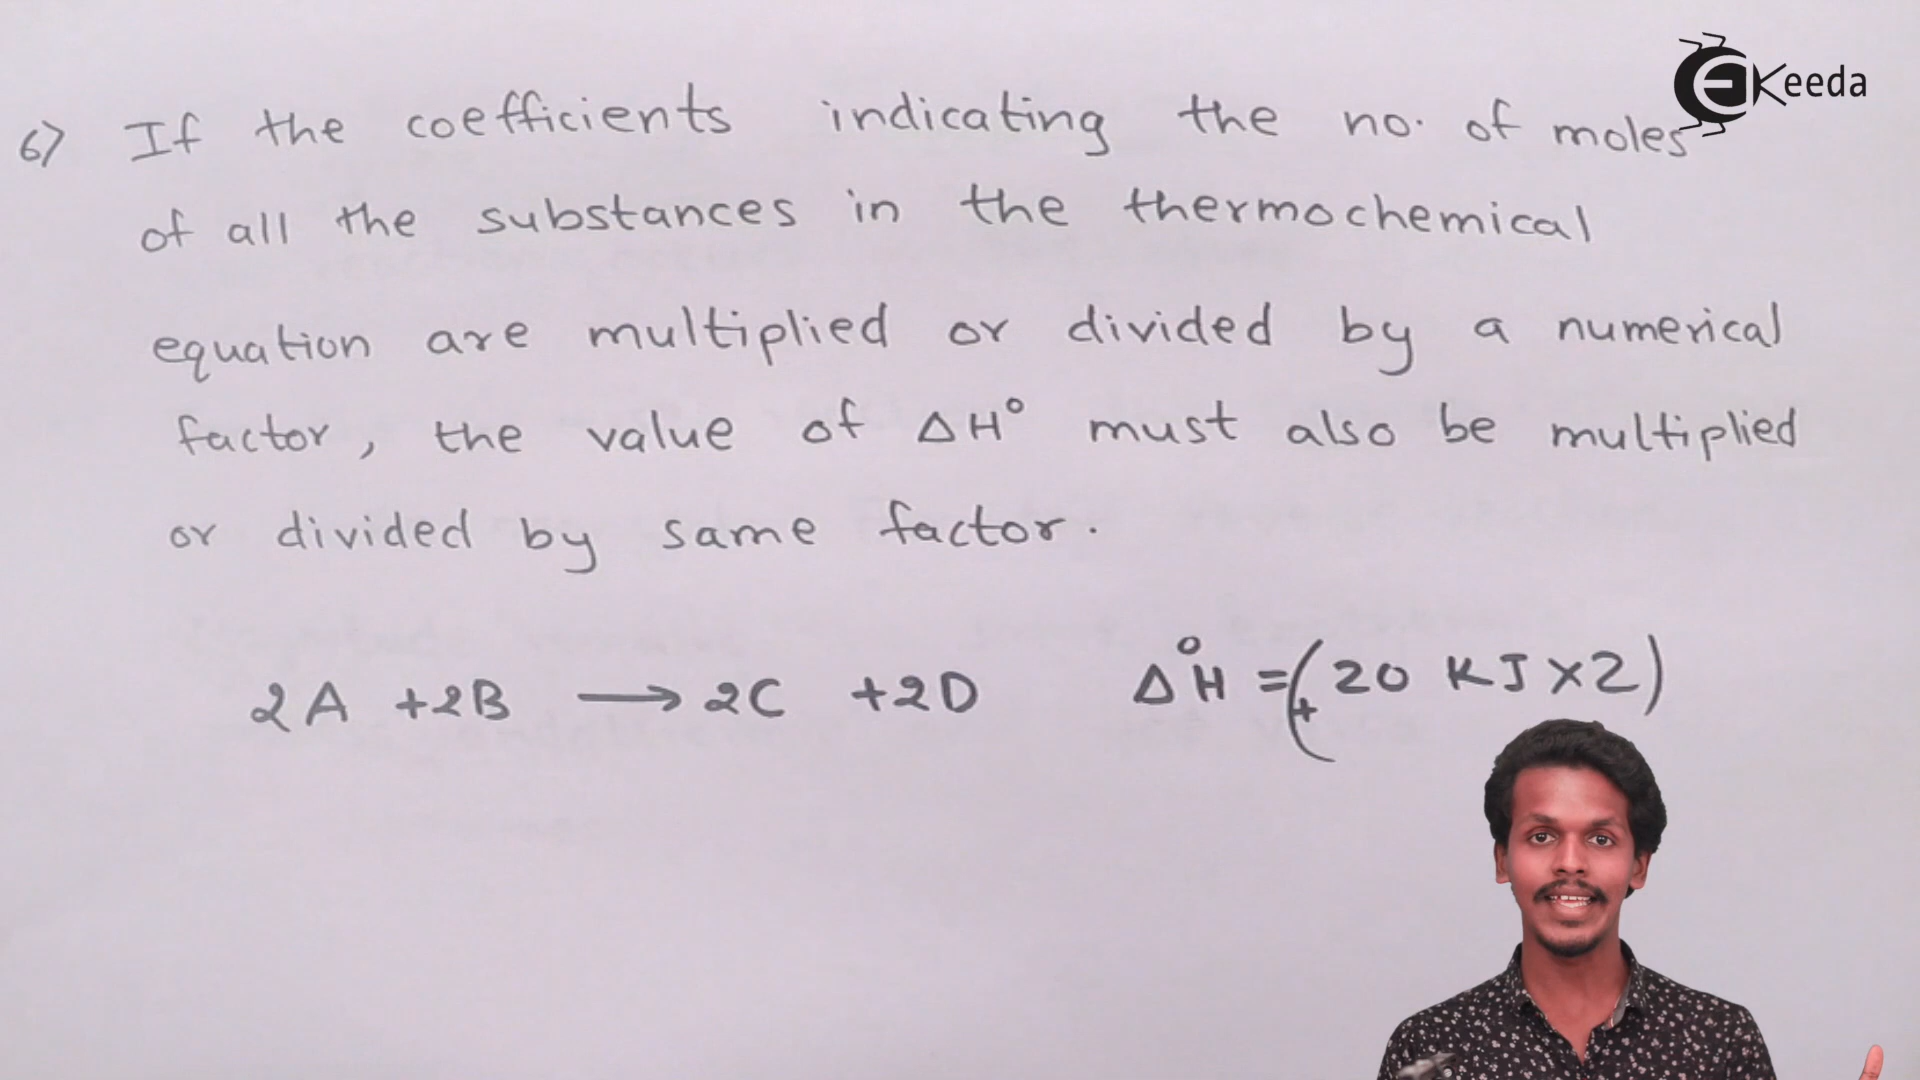 EKeeda
6) If the coefficients indicating the no. of moles
of all the substances in the thermochemical
equation are multiplied or divided by a numerical
factor, the value of ΔH° must also be multiplied
or divided by same factor.
2A +2B → 2C +2D Δ°H =(+20 KJ X2)